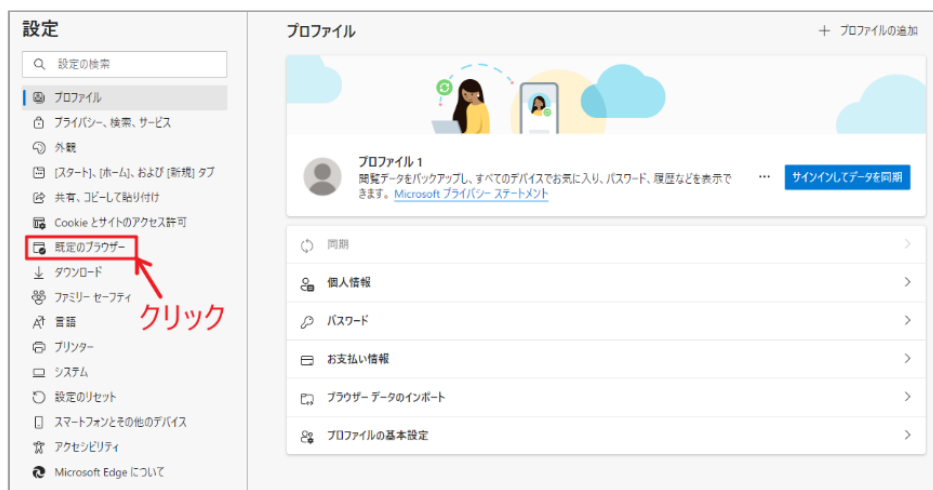 設定
設定の検索
プロファイル
プライバシー、検索、サービス
外観
[スタート]、[ホーム]、および [新規] タブ
共有、コピーして貼り付け
Cookie とサイトのアクセス許可
既定のブラウザー
ダウンロード
ファミリー セーフティ
クリック
言語
プリンター
システム
設定のリセット
スマートフォンとその他のデバイス
アクセシビリティ
Microsoft Edge について
プロファイル
プロファイルの追加
プロファイル 1
閲覧データをバックアップし、すべてのデバイスでお気に入り、パスワード、履歴などを表示で
きます。Microsoft プライバシー ステートメント
サインインしてデータを同期
同期
個人情報
パスワード
お支払い情報
ブラウザー データのインポート
プロファイルの基本設定